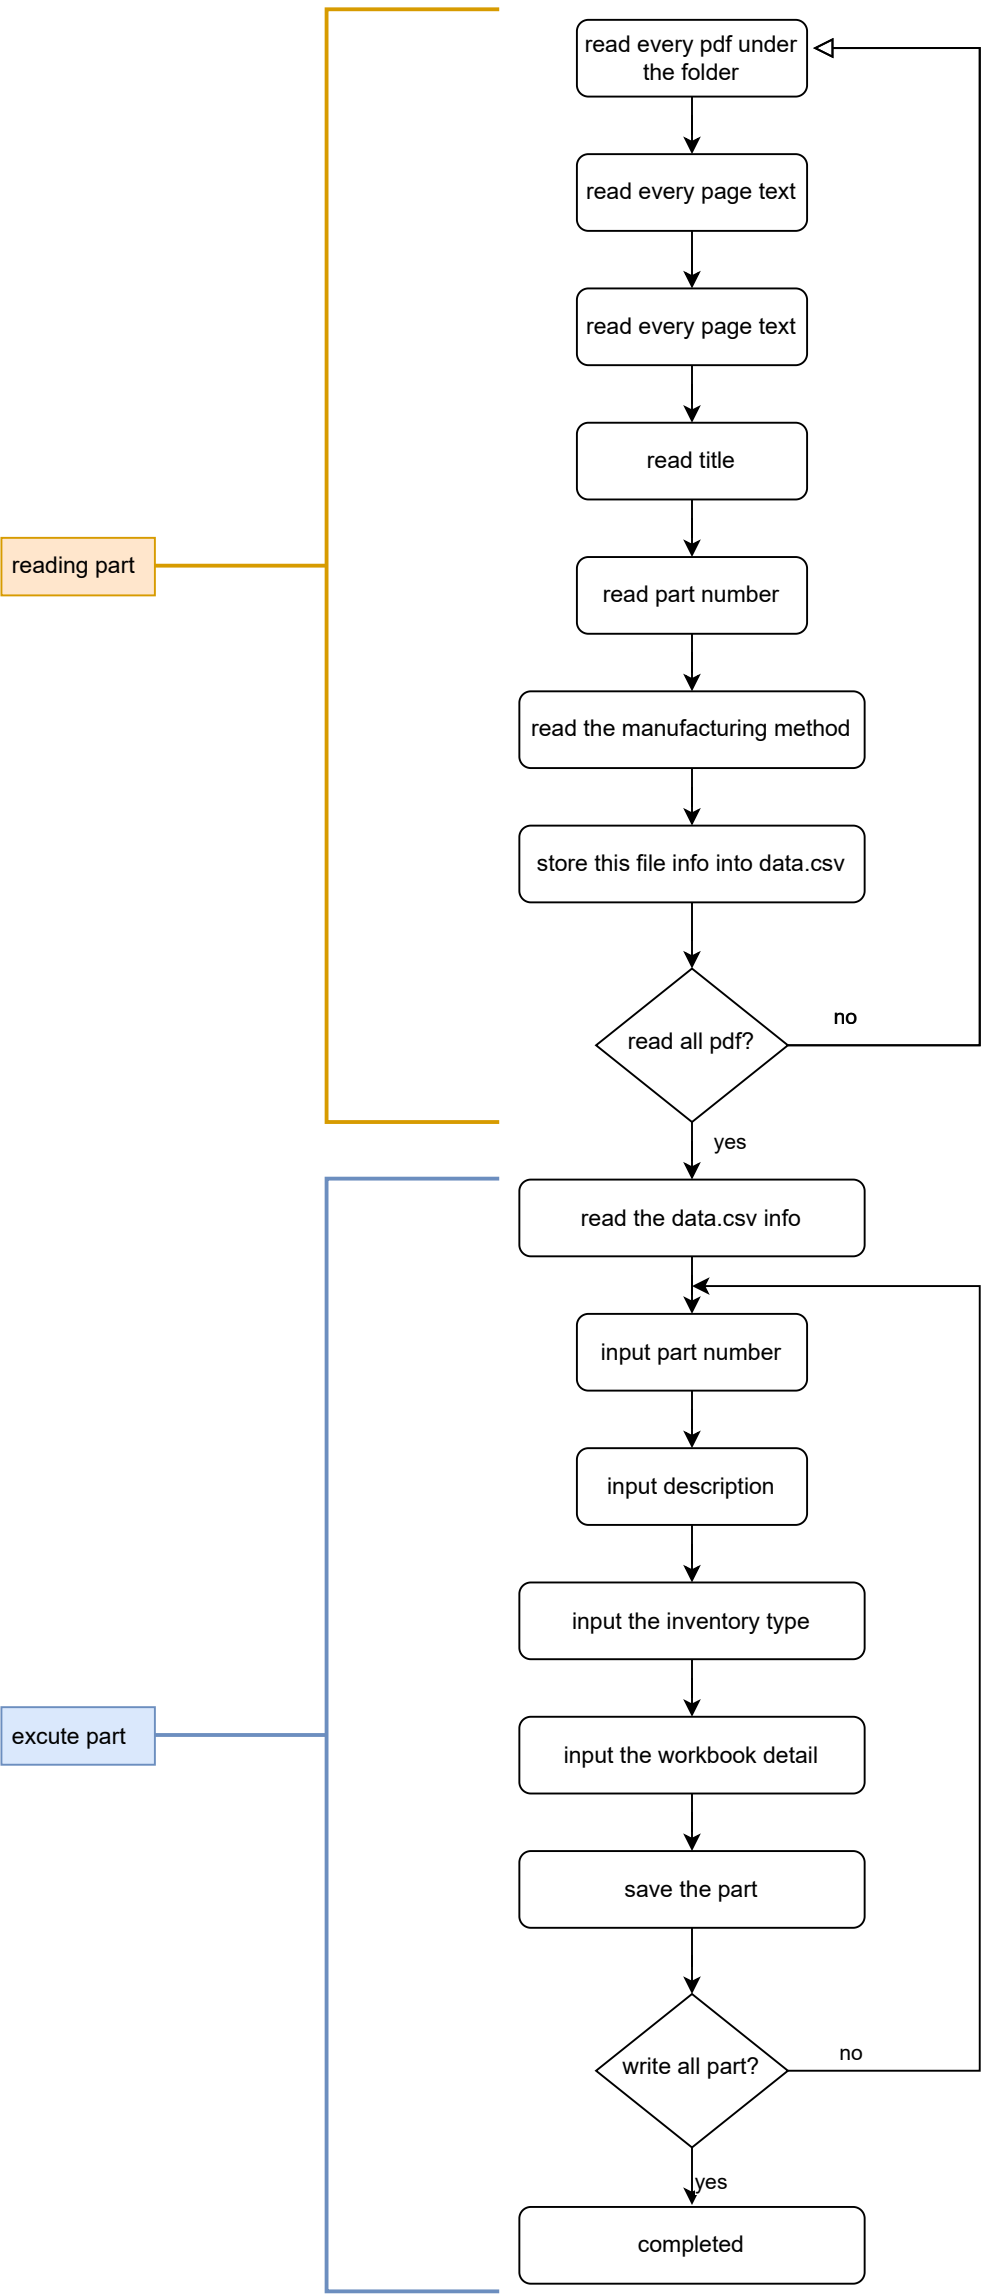 read every pdf under
the folder
read every page text
read every page text
read title
reading part
read part number
read the manufacturing method
store this file info into data.csv
no
read all pdf?
yes
read the data.csv info
input part number
input description
input the inventory type
excute part
input the workbook detail
save the part
no
write all part?
yes
completed